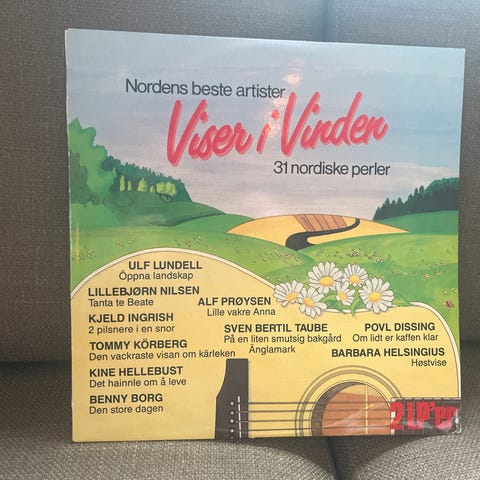 Nordens beste artister
Viser i Vinden
31 nordiske perler
ULF LUNDELL
Öppna landskap
LILLEBJØRN NILSEN
Tanta te Beate
KJELD INGRISH
2 pilsnere i en snor
TOMMY KÖRBERG
Den vackraste visan om kärleken
KINE HELLEBUST
Det hainnle om å leve
BENNY BORG
Den store dagen
ALF PRØYSEN
Lille vakre Anna
SVEN BERTIL TAUBE
På en liten smutsig bakgård
Änglamark
POVL DISSING
Om lidt er kaffen klar
BARBARA HELSINGIUS
Høstvise
2 LP'er